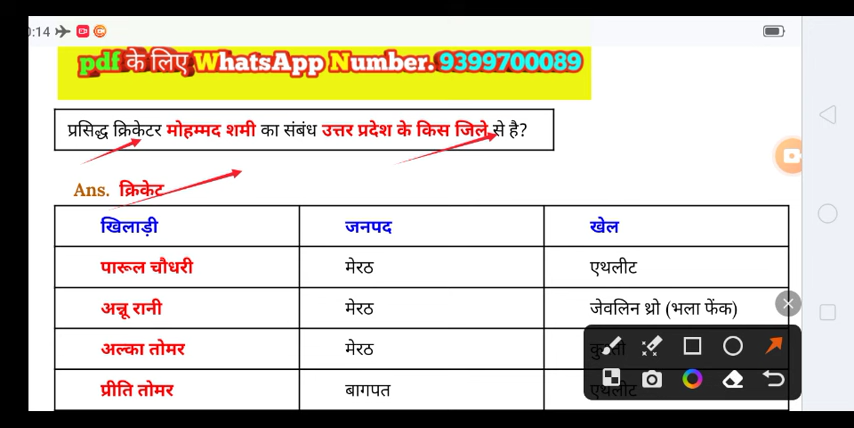 :14
pdf के लिए WhatsApp Number. 9399700089
प्रसिद्ध क्रिकेटर मोहम्मद शमी का संबंध उत्तर प्रदेश के किस जिले से है?
Ans. क्रिकेट
खिलाड़ी जनपद खेल
पारूल चौधरी मेरठ एथलीट
अन्नू रानी मेरठ जेवलिन थ्रो (भला फेंक)
अल्का तोमर मेरठ
प्रीति तोमर बागपत एथलीट